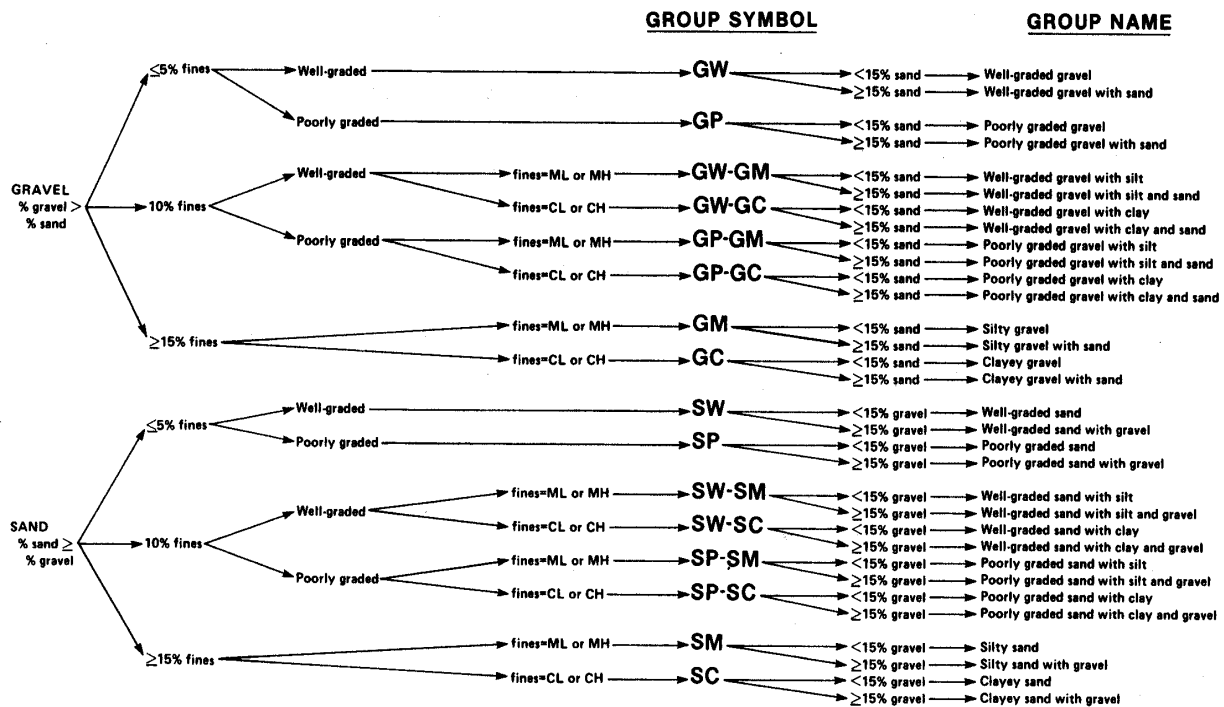 GROUP SYMBOL GROUP NAME
≤5% fines Well-graded GW <15% sand Well-graded gravel
≥15% sand Well-graded gravel with sand
Poorly graded GP <15% sand Poorly graded gravel
≥15% sand Poorly graded gravel with sand
GRAVEL
% gravel >
% sand
10% fines Well-graded fines=ML or MH GW-GM <15% sand Well-graded gravel with silt
≥15% sand Well-graded gravel with silt and sand
fines=CL or CH GW-GC <15% sand Well-graded gravel with clay
≥15% sand Well-graded gravel with clay and sand
Poorly graded fines=ML or MH GP-GM <15% sand Poorly graded gravel with silt
≥15% sand Poorly graded gravel with silt and sand
fines=CL or CH GP-GC <15% sand Poorly graded gravel with clay
≥15% sand Poorly graded gravel with clay and sand
≥15% fines fines=ML or MH GM <15% sand Silty gravel
≥15% sand Silty gravel with sand
fines=CL or CH GC <15% sand Clayey gravel
≥15% sand Clayey gravel with sand
≤5% fines Well-graded SW <15% gravel Well-graded sand
≥15% gravel Well-graded sand with gravel
Poorly graded SP <15% gravel Poorly graded sand
≥15% gravel Poorly graded sand with gravel
SAND
% sand ≥
% gravel
10% fines Well-graded fines=ML or MH SW-SM <15% gravel Well-graded sand with silt
≥15% gravel Well-graded sand with silt and gravel
fines=CL or CH SW-SC <15% gravel Well-graded sand with clay
≥15% gravel Well-graded sand with clay and gravel
Poorly graded fines=ML or MH SP-SM <15% gravel Poorly graded sand with silt
≥15% gravel Poorly graded sand with silt and gravel
fines=CL or CH SP-SC <15% gravel Poorly graded sand with clay
≥15% gravel Poorly graded sand with clay and gravel
≥15% fines fines=ML or MH SM <15% gravel Silty sand
≥15% gravel Silty sand with gravel
fines=CL or CH SC <15% gravel Clayey sand
≥15% gravel Clayey sand with gravel